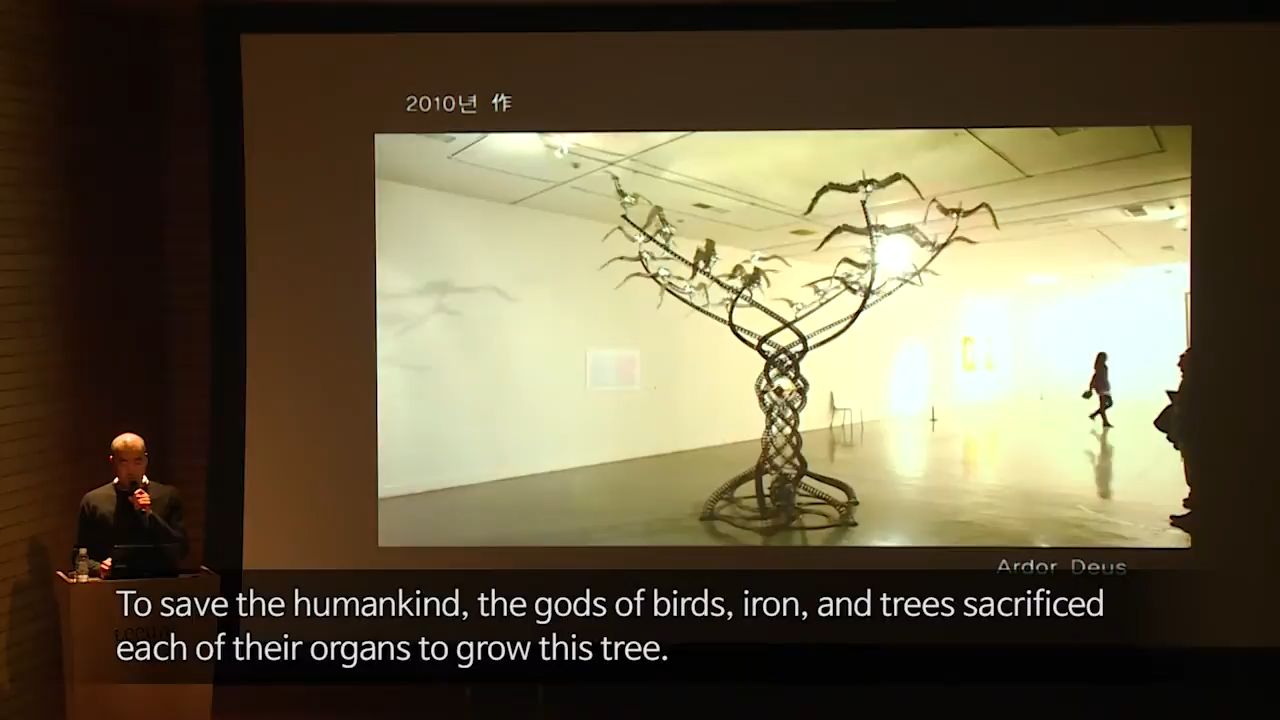 2010년 作
Ardor Deus
To save the humankind, the gods of birds, iron, and trees sacrificed
each of their organs to grow this tree.